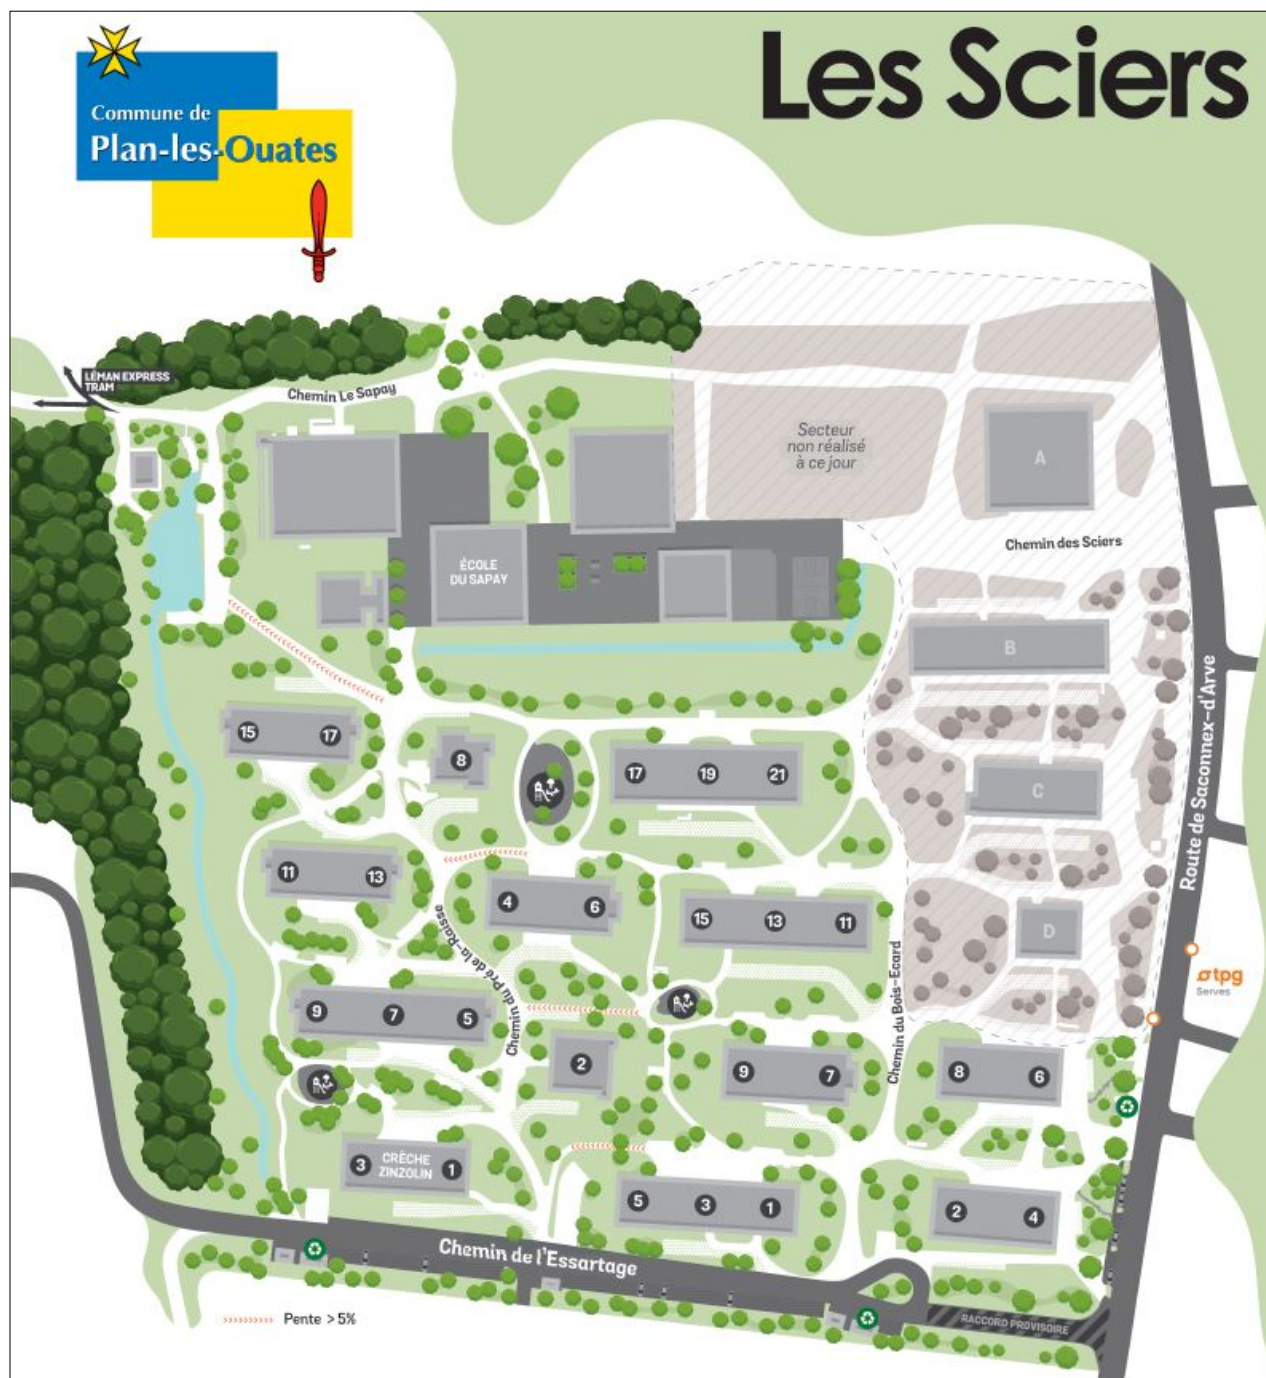 Les Sciers
Commune de
Plan-les-Ouates
LÉMAN EXPRESS
TRAM
Chemin Le Sapay
Secteur
non réalisé
à ce jour
A
Chemin des Sciers
ÉCOLE
DU SAPAY
B
Route de Saconnex-d'Arve
15 17
8
17 19 21
C
11 13
4 6
15 13 11
D
Chemin du Pré de-la-Raisse
Chemin du Bois-Ecard
tpg
Serves
9 7 5
2
9 7
8 6
3 CRÈCHE
ZINZOLIN 1
5 3 1
2 4
Chemin de l'Essartage
RACCORD PROVISOIRE
Pente > 5%